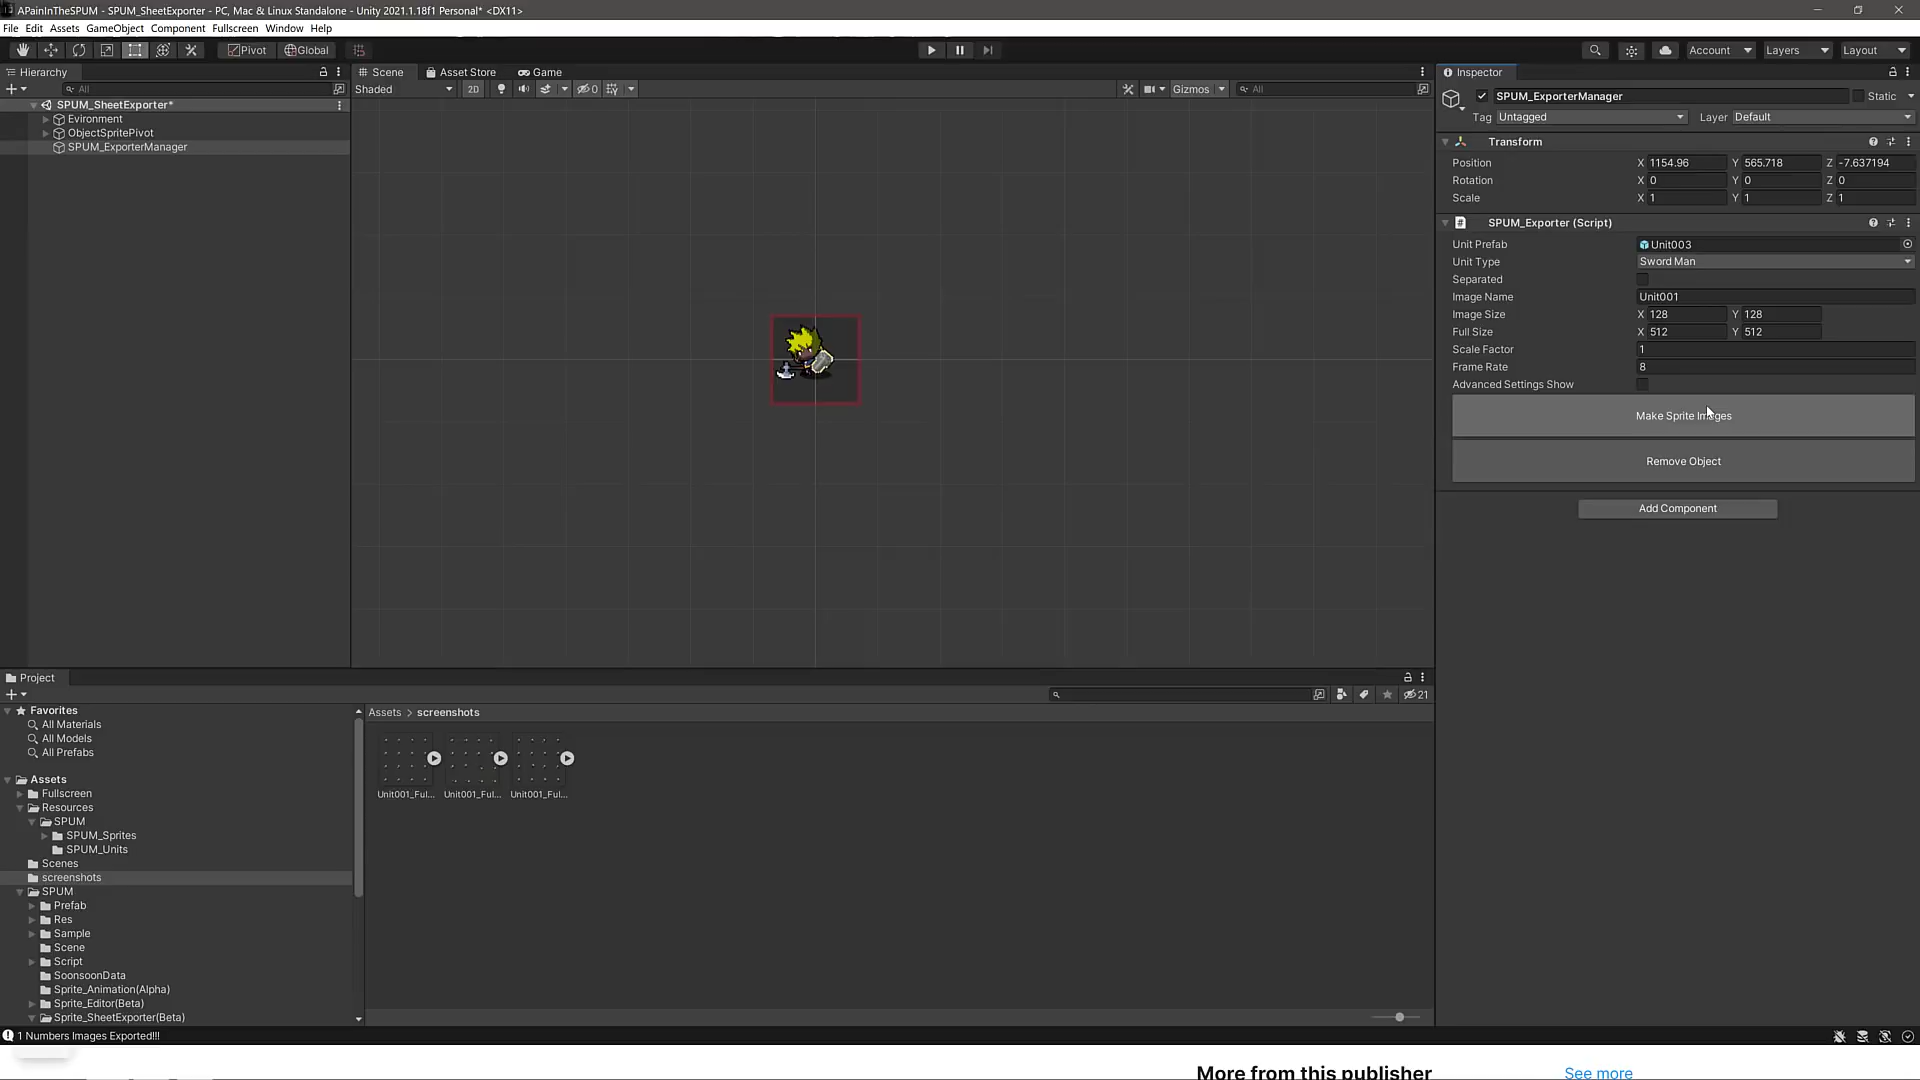 APainInTheSPUM - SPUM_SheetExporter - PC, Mac & Linux Standalone - Unity 2021.1.18f1 Personal* <DX11>
File Edit Assets GameObject Component Fullscreen Window Help
Pivot Global Account Layers Layout
Hierarchy
All
SPUM_SheetExporter*
Evironment
ObjectSpritePivot
SPUM_ExporterManager
Scene Asset Store Game
Shaded 2D 0 Gizmos All
Inspector
SPUM_ExporterManager Static
Tag Untagged Layer Default
Transform
Position X 1154.96 Y 565.718 Z -7.637194
Rotation X 0 Y 0 Z 0
Scale X 1 Y 1 Z 1
# SPUM_Exporter (Script)
Unit Prefab Unit003
Unit Type Sword Man
Separated
Image Name Unit001
Image Size X 128 Y 128
Full Size X 512 Y 512
Scale Factor 1
Frame Rate 8
Advanced Settings Show
Make Sprite Images
Remove Object
Add Component
Project
21
Favorites
All Materials
All Models
All Prefabs
Assets
Fullscreen
Resources
SPUM
SPUM_Sprites
SPUM_Units
Scenes
screenshots
SPUM
Prefab
Res
Sample
Scene
Script
SoonsoonData
Sprite_Animation(Alpha)
Sprite_Editor(Beta)
Sprite_SheetExporter(Beta)
Assets > screenshots
Unit001_Ful... Unit001_Ful... Unit001_Ful...
1 Numbers Images Exported!!!
More from this publisher See more